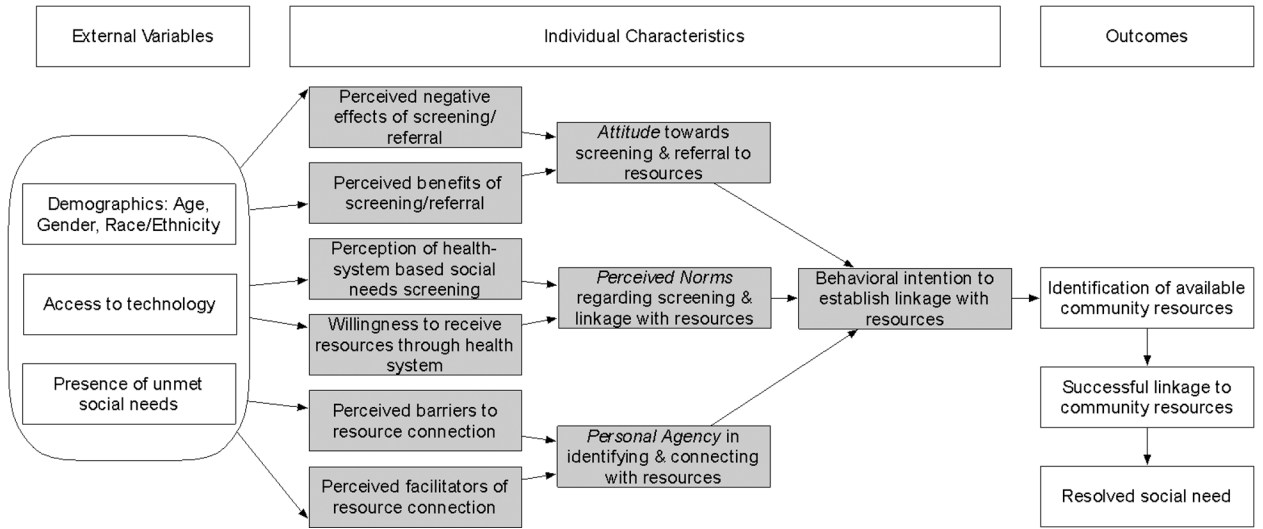 External Variables
Individual Characteristics
Outcomes
Demographics: Age,
Gender, Race/Ethnicity
Access to technology
Presence of unmet
social needs
Perceived negative
effects of screening/
referral
Perceived benefits of
screening/referral
Perception of health-
system based social
needs screening
Willingness to receive
resources through health
system
Perceived barriers to
resource connection
Perceived facilitators of
resource connection
Attitude towards
screening & referral to
resources
Perceived Norms
regarding screening &
linkage with resources
Personal Agency in
identifying & connecting
with resources
Behavioral intention to
establish linkage with
resources
Identification of available
community resources
Successful linkage to
community resources
Resolved social need